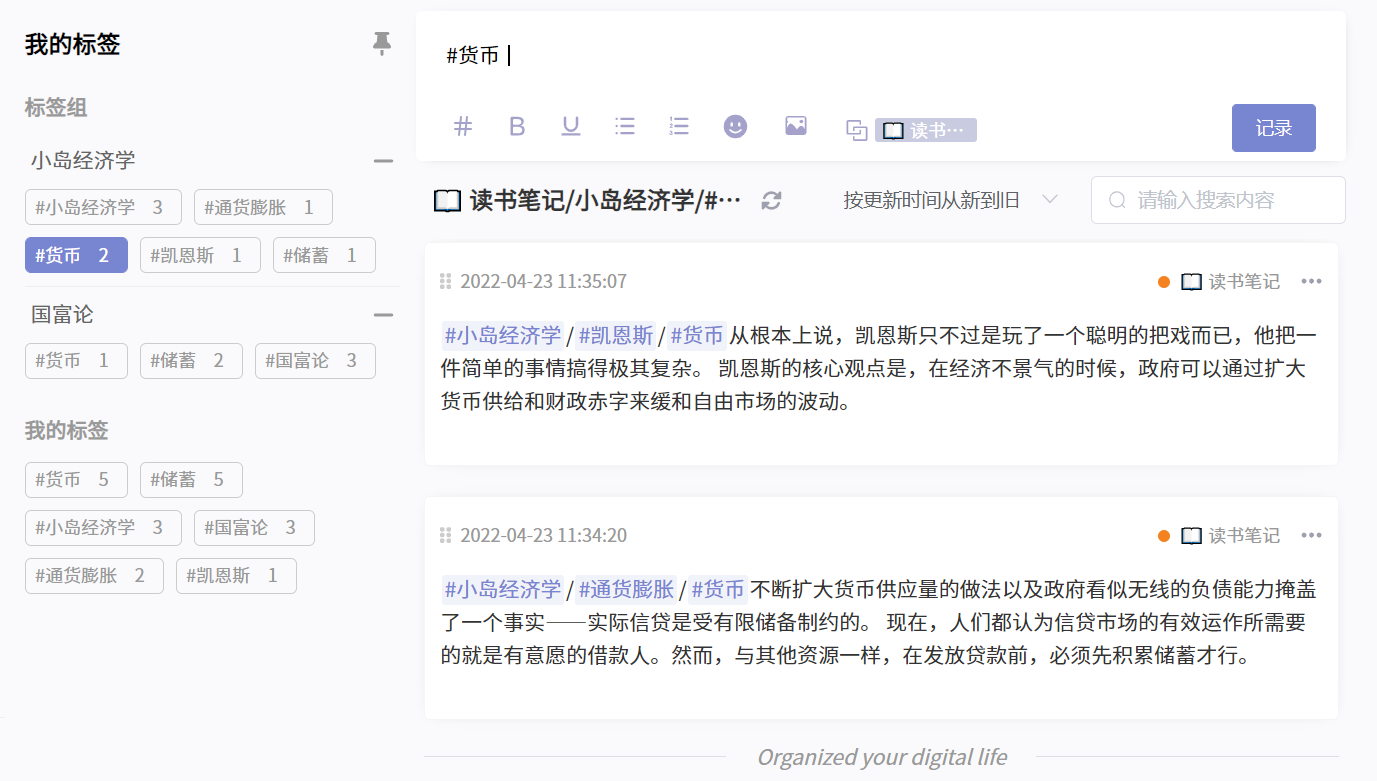 我的标签
标签组
小岛经济学
#小岛经济学 3 #通货膨胀 1
#货币 2 #凯恩斯 1 #储蓄 1
国富论
#货币 1 #储蓄 2 #国富论 3
我的标签
#货币 5 #储蓄 5
#小岛经济学 3 #国富论 3
#通货膨胀 2 #凯恩斯 1
#货币
读书… 记录
读书笔记/小岛经济学/#… 按更新时间从新到旧 请输入搜索内容
2022-04-23 11:35:07 读书笔记
#小岛经济学/#凯恩斯/#货币从根本上说，凯恩斯只不过是玩了一个聪明的把戏而已，他把一
件简单的事情搞得极其复杂。 凯恩斯的核心观点是，在经济不景气的时候，政府可以通过扩大
货币供给和财政赤字来缓和自由市场的波动。
2022-04-23 11:34:20 读书笔记
#小岛经济学/#通货膨胀/#货币不断扩大货币供应量的做法以及政府看似无线的负债能力掩盖
了一个事实——实际信贷是受有限储备制约的。 现在，人们都认为信贷市场的有效运作所需要
的就是有意愿的借款人。然而，与其他资源一样，在发放贷款前，必须先积累储蓄才行。
Organized your digital life